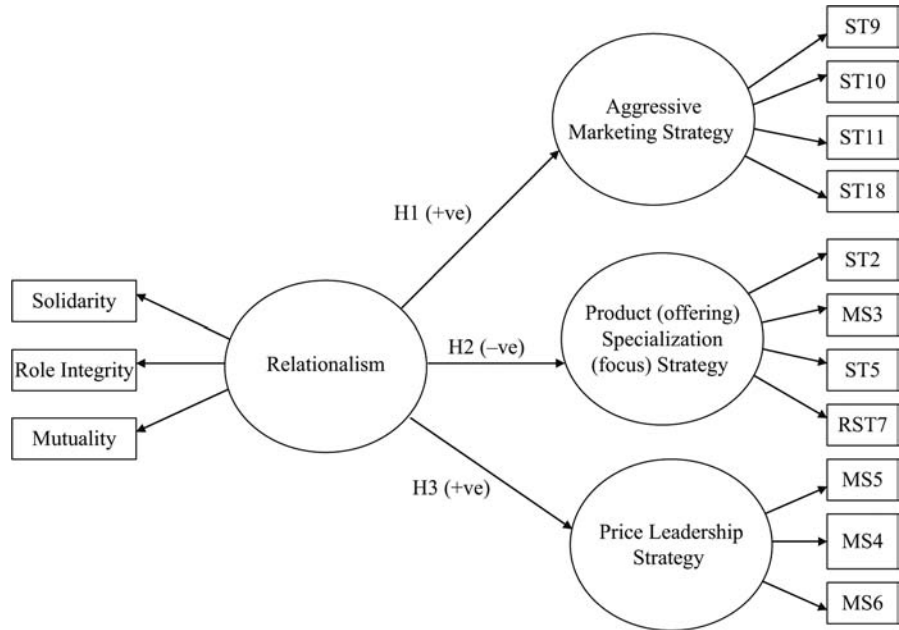 ST9
ST10
Aggressive
Marketing Strategy
ST11
ST18
H1 (+ve)
ST2
Solidarity
Product (offering)
Specialization
(focus) Strategy
MS3
H2 (–ve)
Relationalism
Role Integrity
ST5
Mutuality
RST7
H3 (+ve)
MS5
Price Leadership
Strategy
MS4
MS6